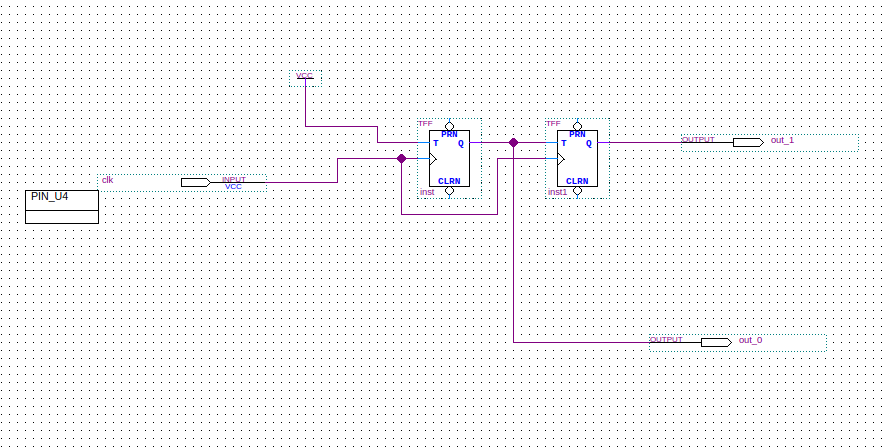 VCC
TFF
PRN
T Q
CLRN
inst
TFF
PRN
T Q
CLRN
inst1
OUTPUT out_1
clk
INPUT
VCC
PIN_U4
OUTPUT out_0